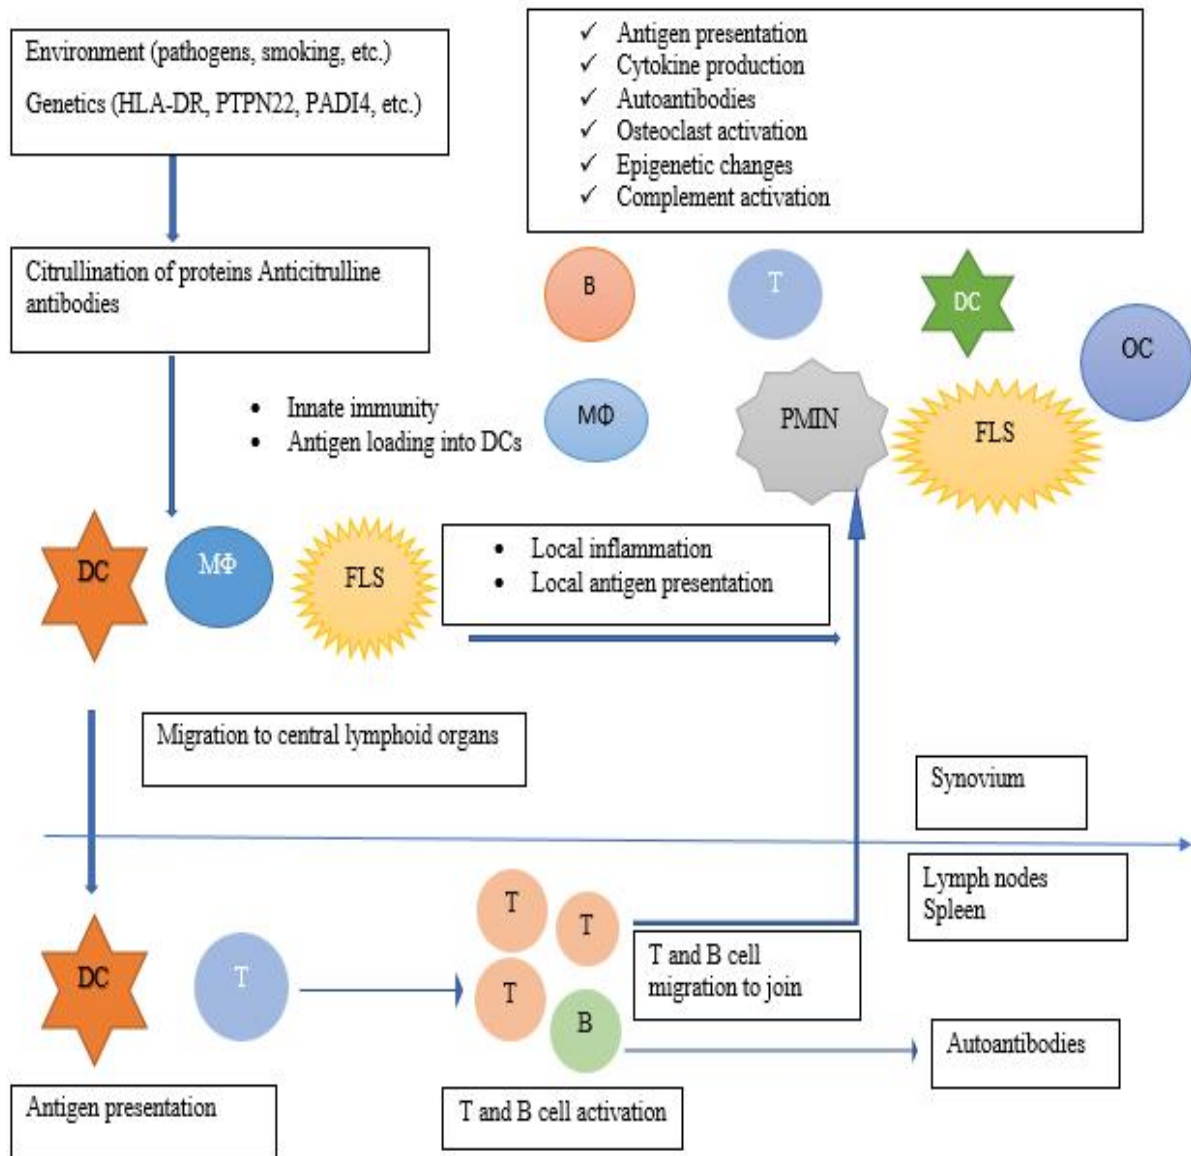 Environment (pathogens, smoking, etc.)
Genetics (HLA-DR, PTPN22, PADI4, etc.)
✓ Antigen presentation
✓ Cytokine production
✓ Autoantibodies
✓ Osteoclast activation
✓ Epigenetic changes
✓ Complement activation
Citrullination of proteins Anticitrulline
antibodies
B
T
DC
OC
• Innate immunity
• Antigen loading into DCs
MΦ
PMIN
FLS
DC
MΦ
FLS
• Local inflammation
• Local antigen presentation
Migration to central lymphoid organs
Synovium
Lymph nodes
Spleen
DC
T
T
T
T
B
T and B cell
migration to join
Autoantibodies
Antigen presentation
T and B cell activation